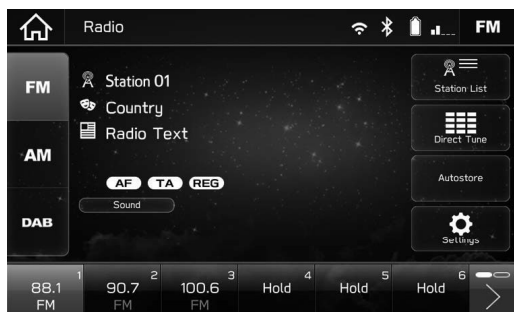 Radio
FM
FM
AM
DAB
Station 01
Country
Radio Text
AF TA REG
Sound
Station List
Direct Tune
Autostore
Settings
1
88.1
FM
2
90.7
FM
3
100.6
FM
4
Hold
5
Hold
6
Hold